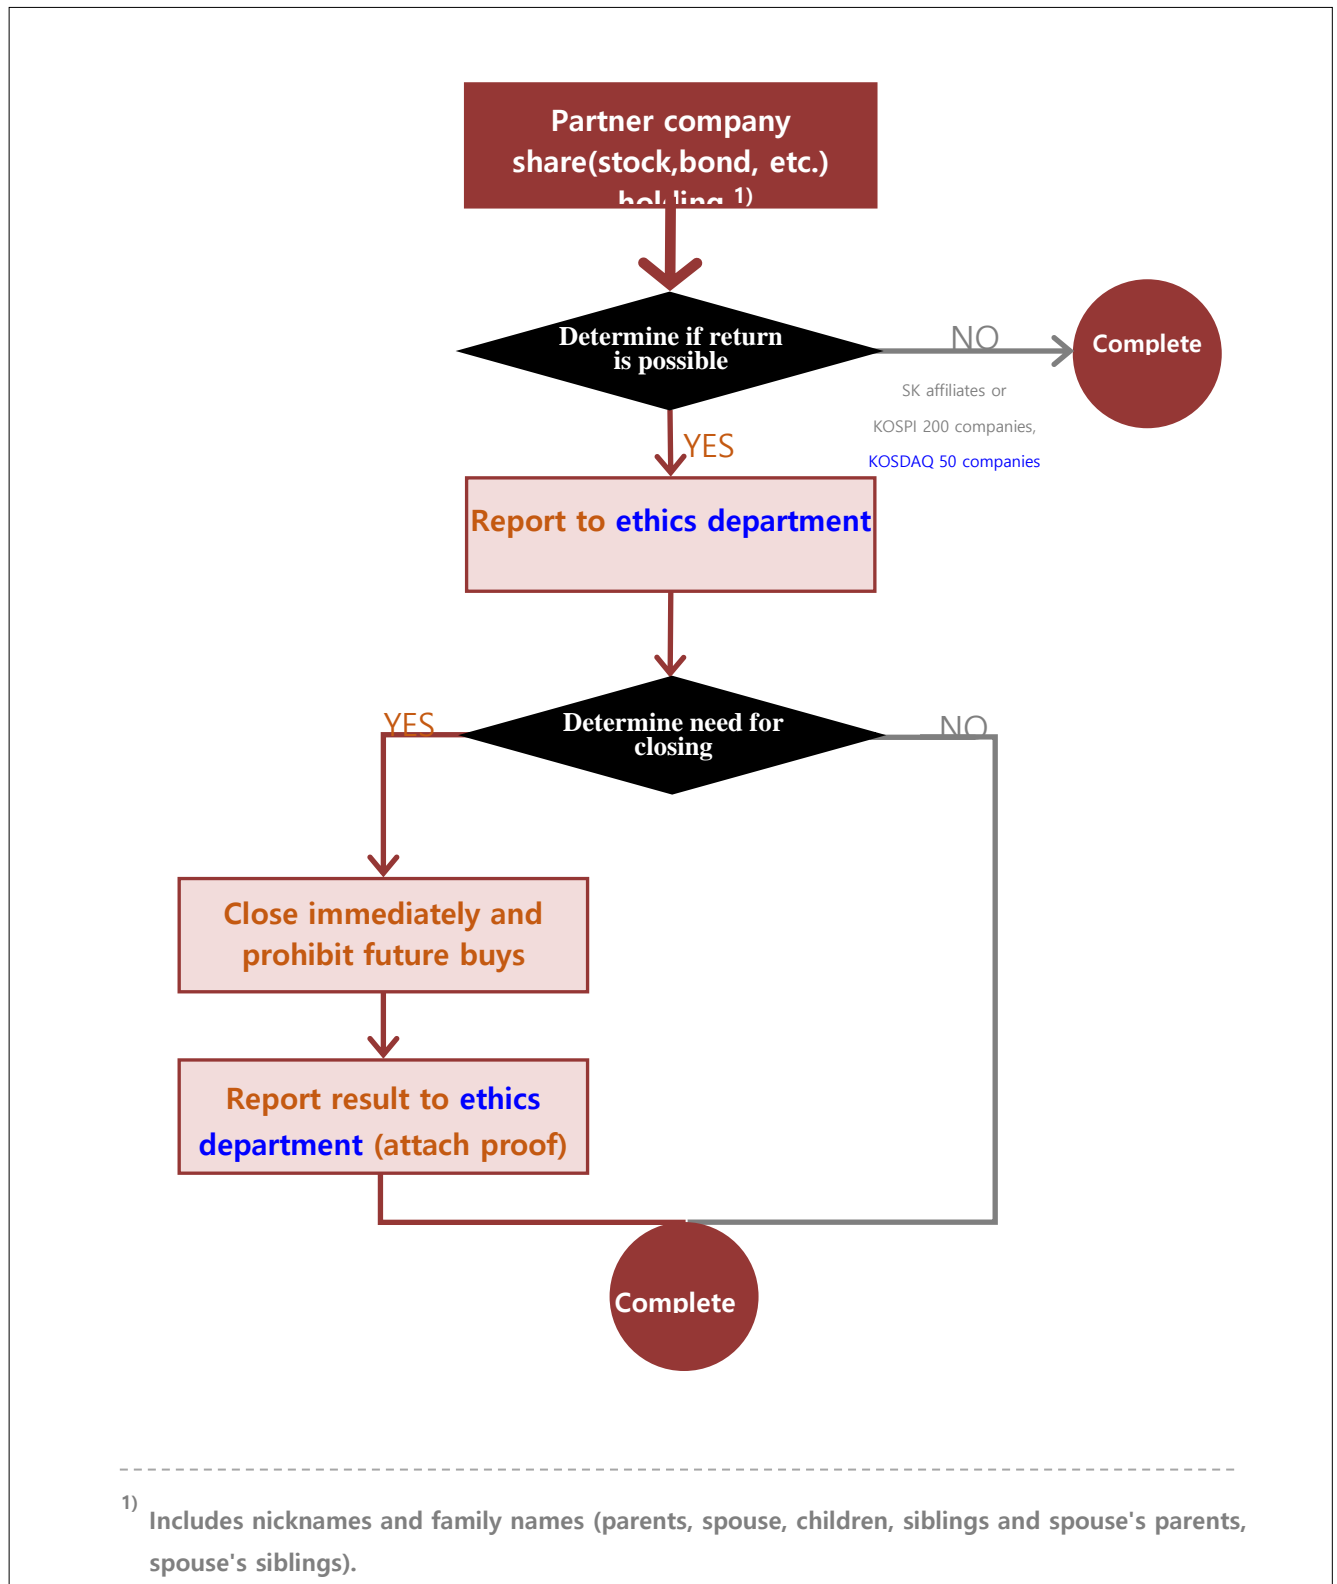 Partner company
share(stock,bond, etc.)
holding 1)
Determine if return
is possible
NO
Complete
SK affiliates or
KOSPI 200 companies,
KOSDAQ 50 companies
YES
Report to ethics department
YES
Determine need for
closing
NO
Close immediately and
prohibit future buys
Report result to ethics
department (attach proof)
Complete
1) Includes nicknames and family names (parents, spouse, children, siblings and spouse's parents,
spouse's siblings).